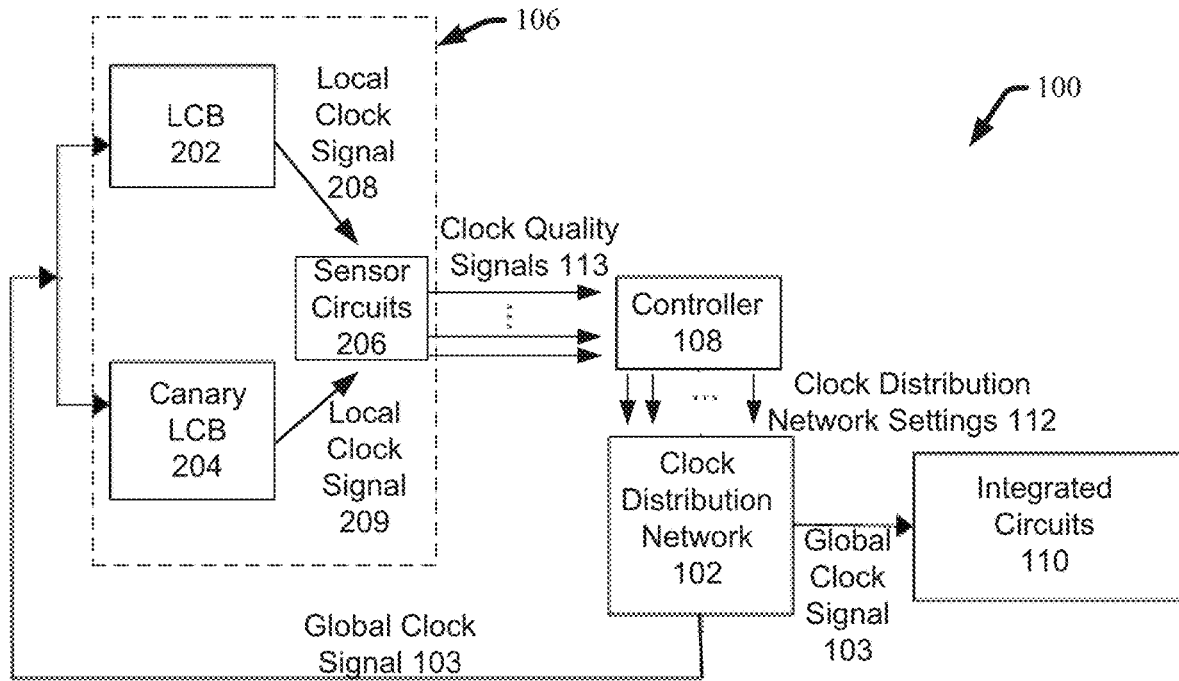 106
100
LCB
202
Local
Clock
Signal
208
Clock Quality
Signals 113
Sensor
Circuits
206
Controller
108
Canary
LCB
204
Local
Clock
Signal
209
Clock Distribution
Network Settings 112
Clock
Distribution
Network
102
Global
Clock
Signal
103
Integrated
Circuits
110
Global Clock
Signal 103